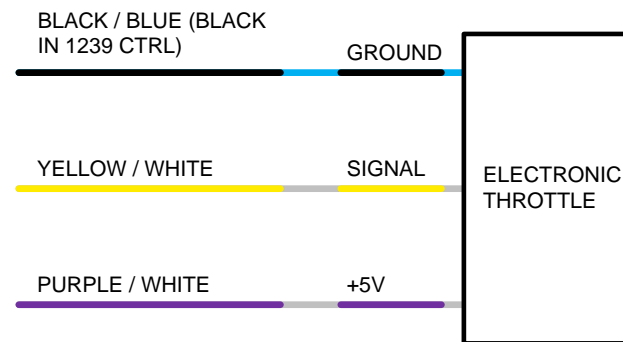 BLACK / BLUE (BLACK
IN 1239 CTRL)
GROUND
YELLOW / WHITE
SIGNAL
ELECTRONIC
THROTTLE
PURPLE / WHITE
+5V